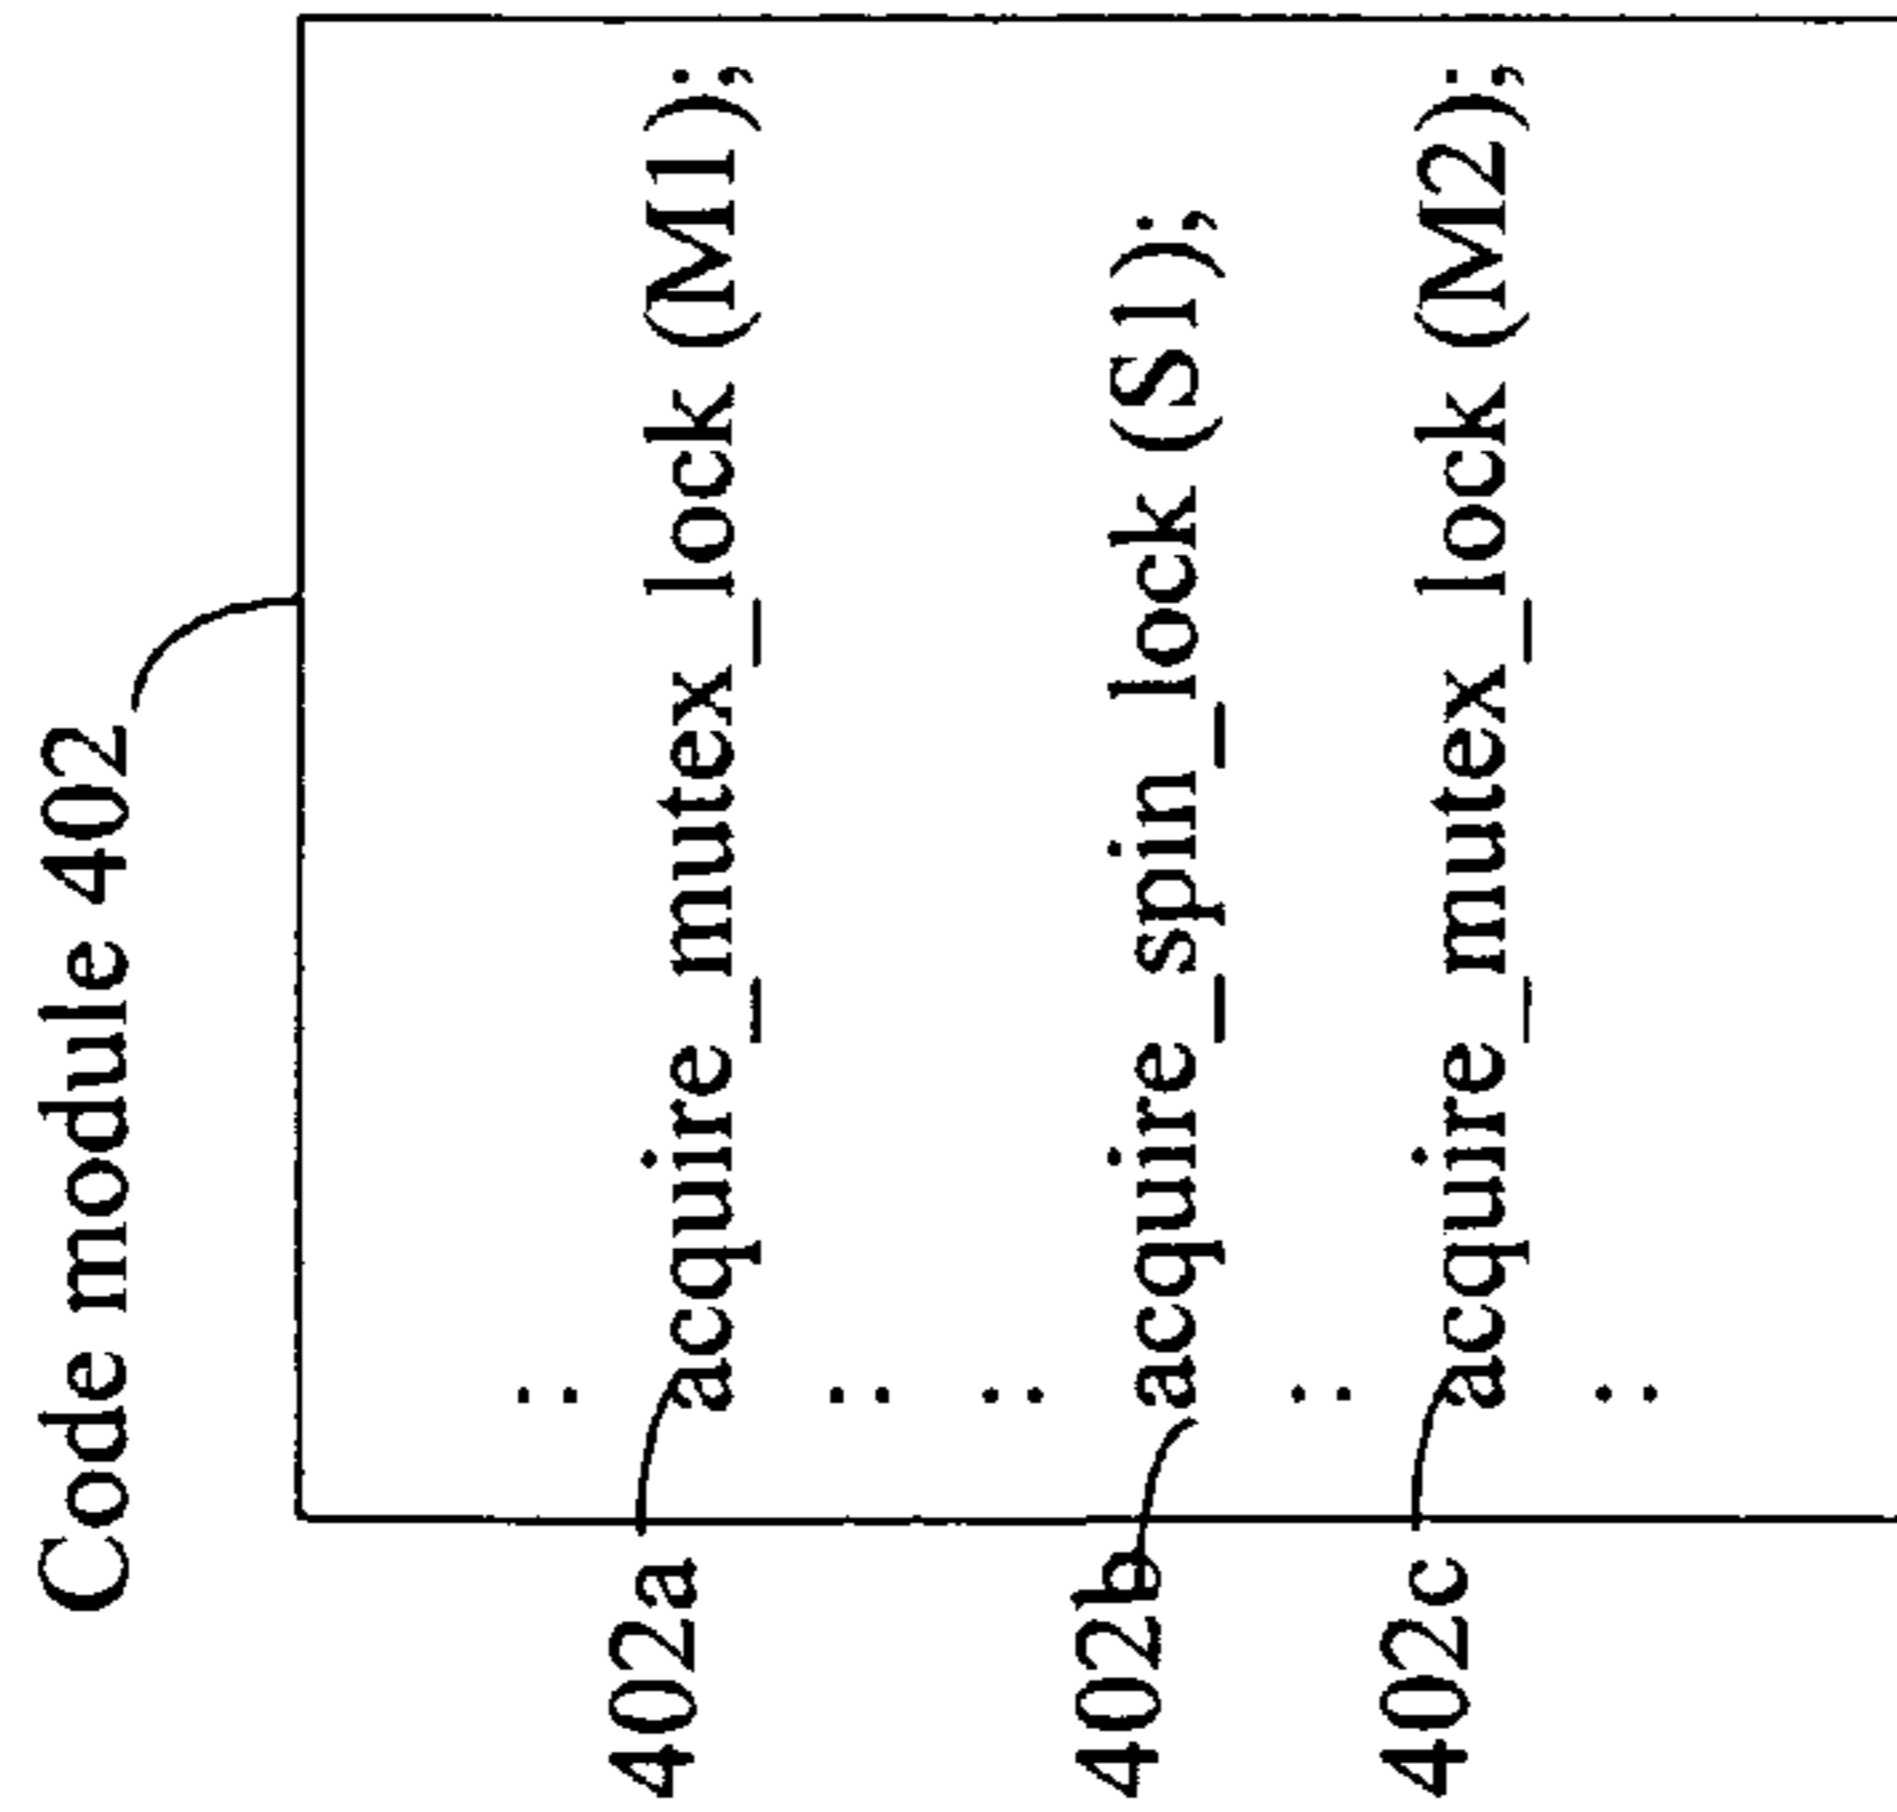 Code module 402
:
402a acquire_mutex_lock (M1);
:
:
402b acquire_spin_lock (S1);
:
402c acquire_mutex_lock (M2);
: